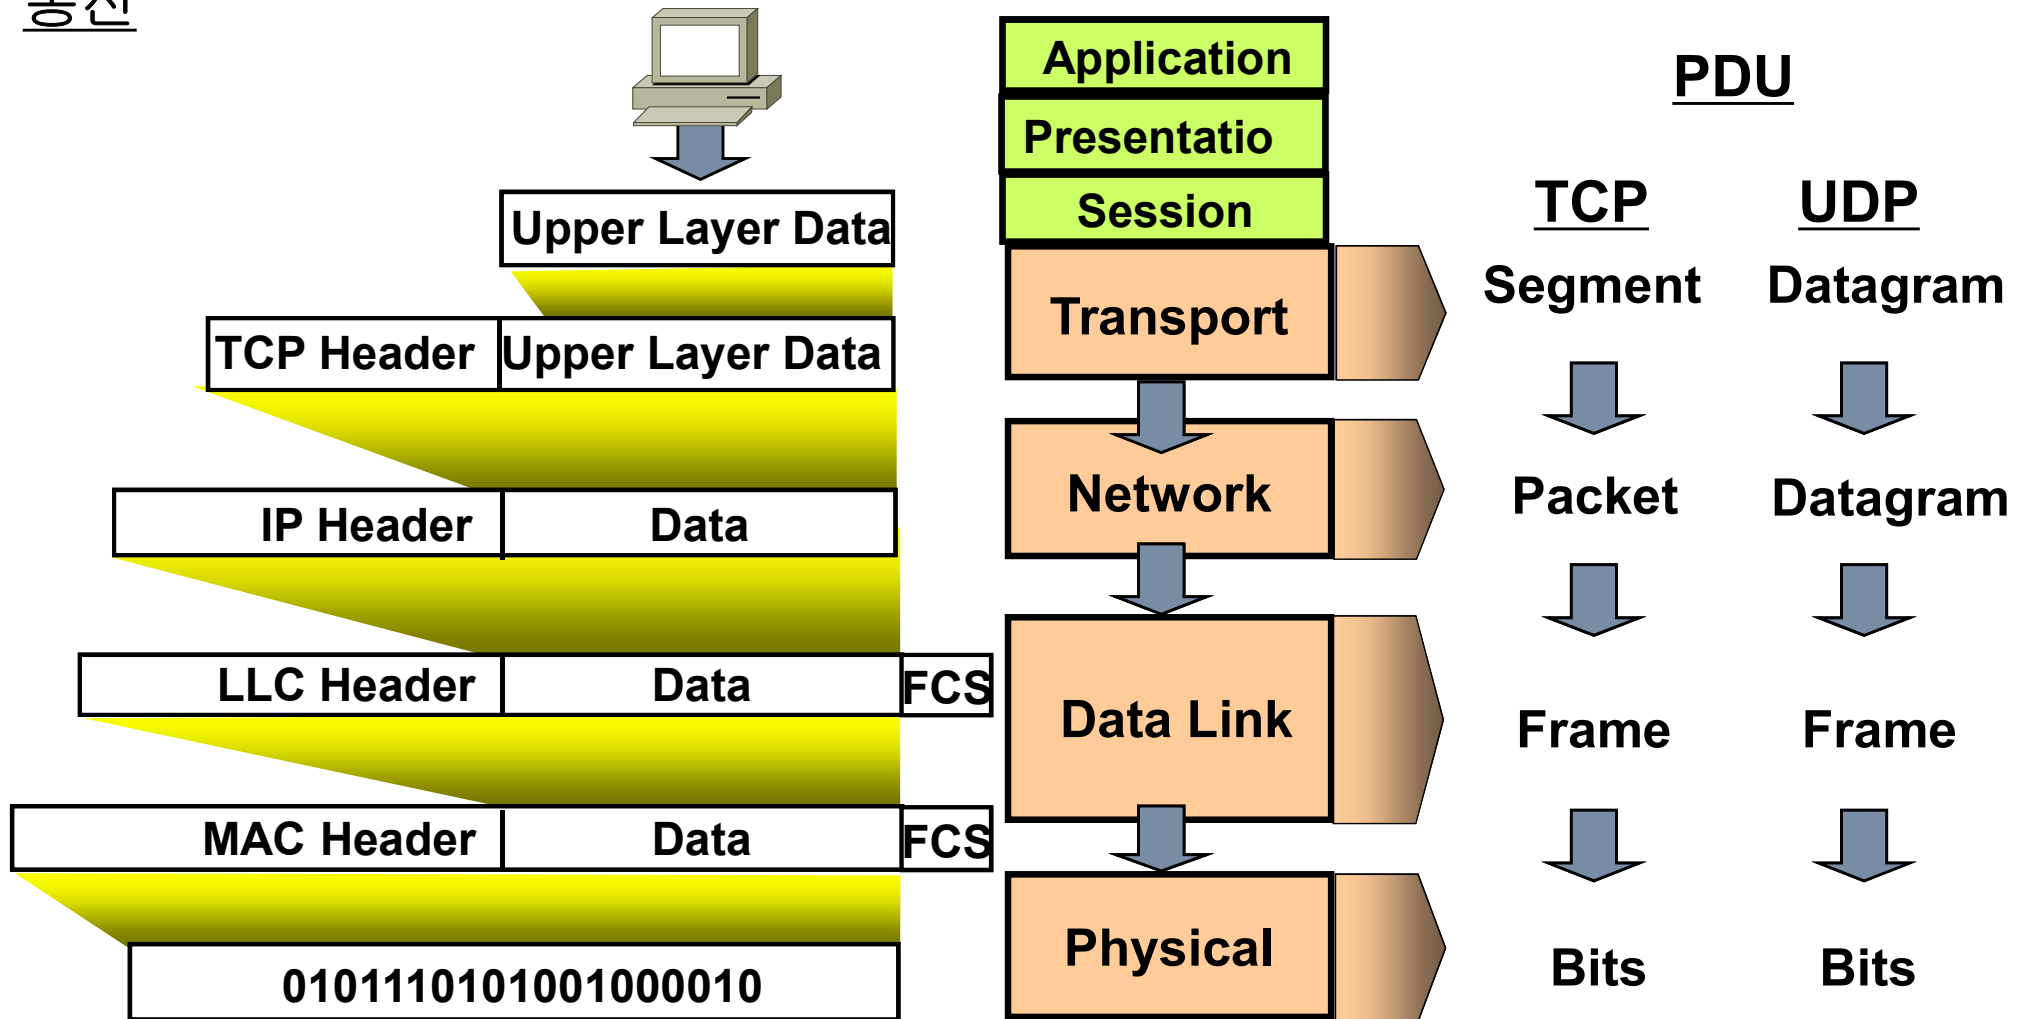 Application
Presentatio
Session
Transport
Network
Data Link
Physical
Upper Layer Data
TCP Header Upper Layer Data
IP Header Data
LLC Header Data FCS
MAC Header Data FCS
0101110101001000010
PDU
TCP UDP
Segment Datagram
Packet Datagram
Frame Frame
Bits Bits